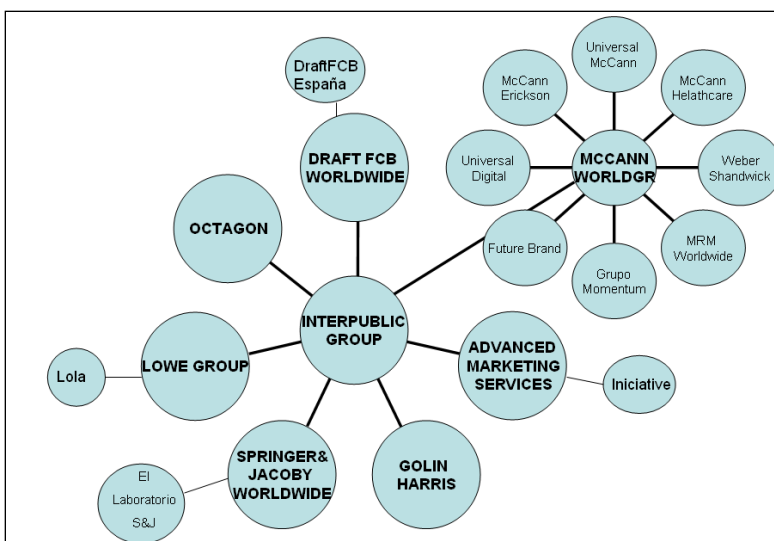 DraftFCB
España
Universal
McCann
McCann
Erickson
McCann
Helathcare
DRAFT FCB
WORLDWIDE
Universal
Digital
MCCANN
WORLDGR
Weber
Shandwick
OCTAGON
Future Brand
MRM
Worldwide
Grupo
Momentum
INTERPUBLIC
GROUP
LOWE GROUP
Lola
ADVANCED
MARKETING
SERVICES
Iniciative
SPRINGER&
JACOBY
WORLDWIDE
GOLIN
HARRIS
El
Laboratorio
S&J